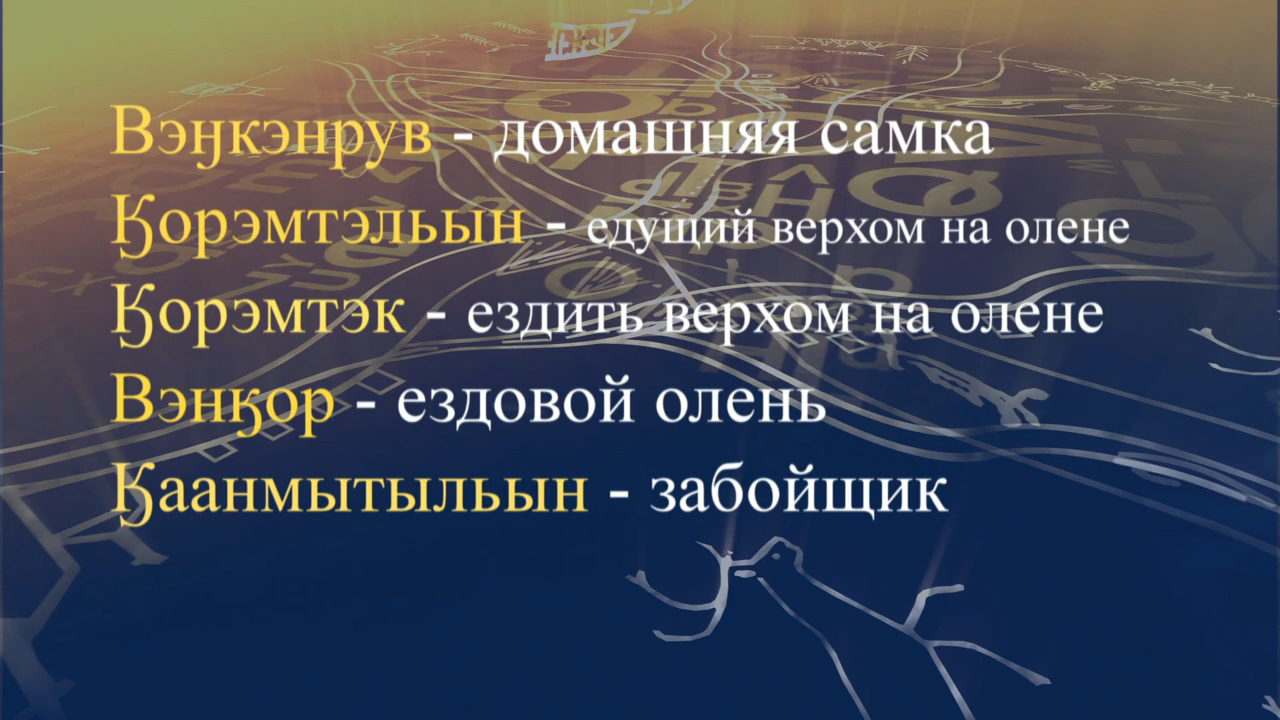 Вэӈкэнрув - домашняя самка
Ӄорэмтэльын - едущий верхом на олене
Ӄорэмтэк - ездить верхом на олене
Вэнӄор - ездовой олень
Ӄаанмытыльын - забойщик